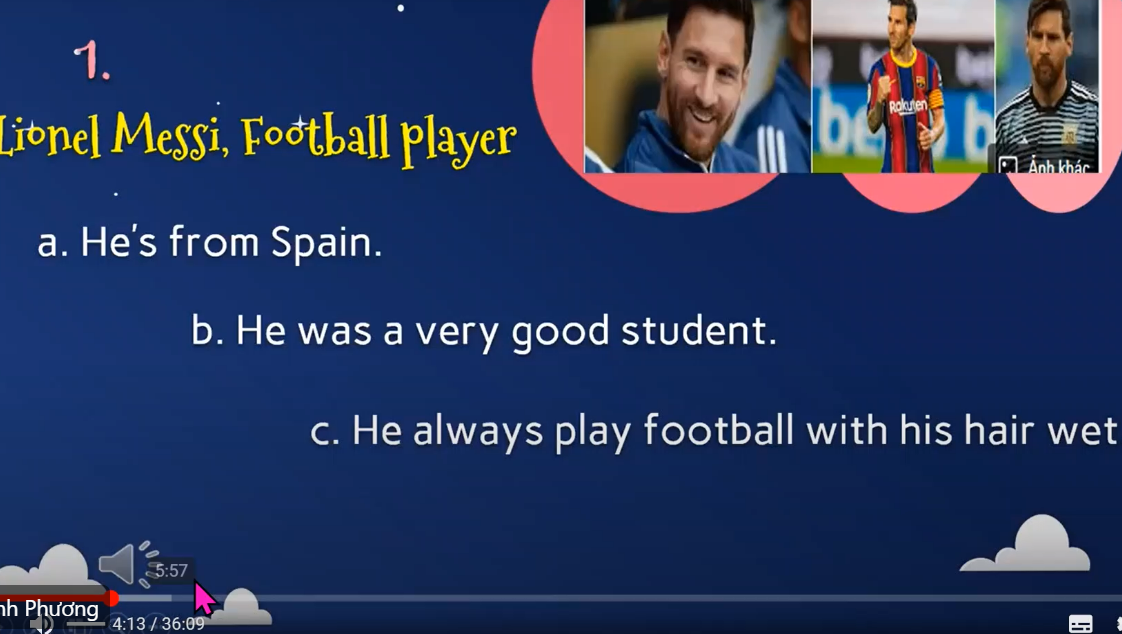 1.
Lionel Messi, Football player
be
Rakuten
b
Ảnh khác
a. He's from Spain.
b. He was a very good student.
c. He always play football with his hair wet
5:57
nh Phương
4:13 / 36:09